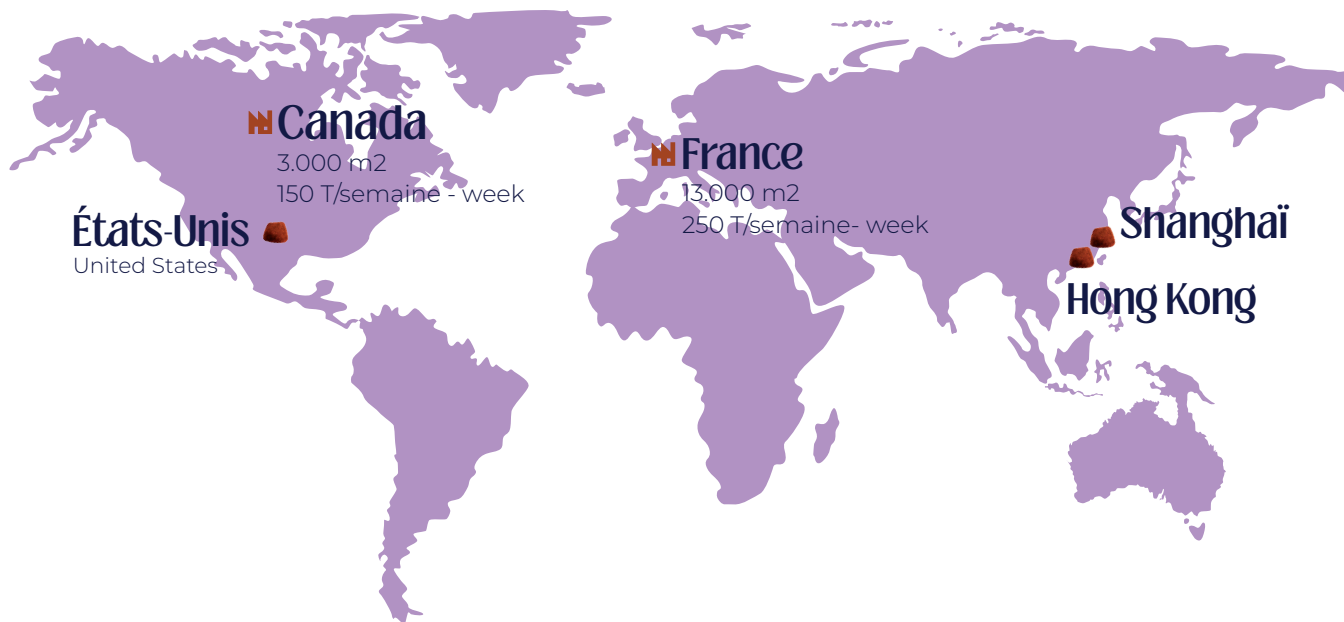 Canada
3.000 m2
150 T/semaine - week
France
13.000 m2
250 T/semaine- week
États-Unis
United States
Shanghaï
Hong Kong